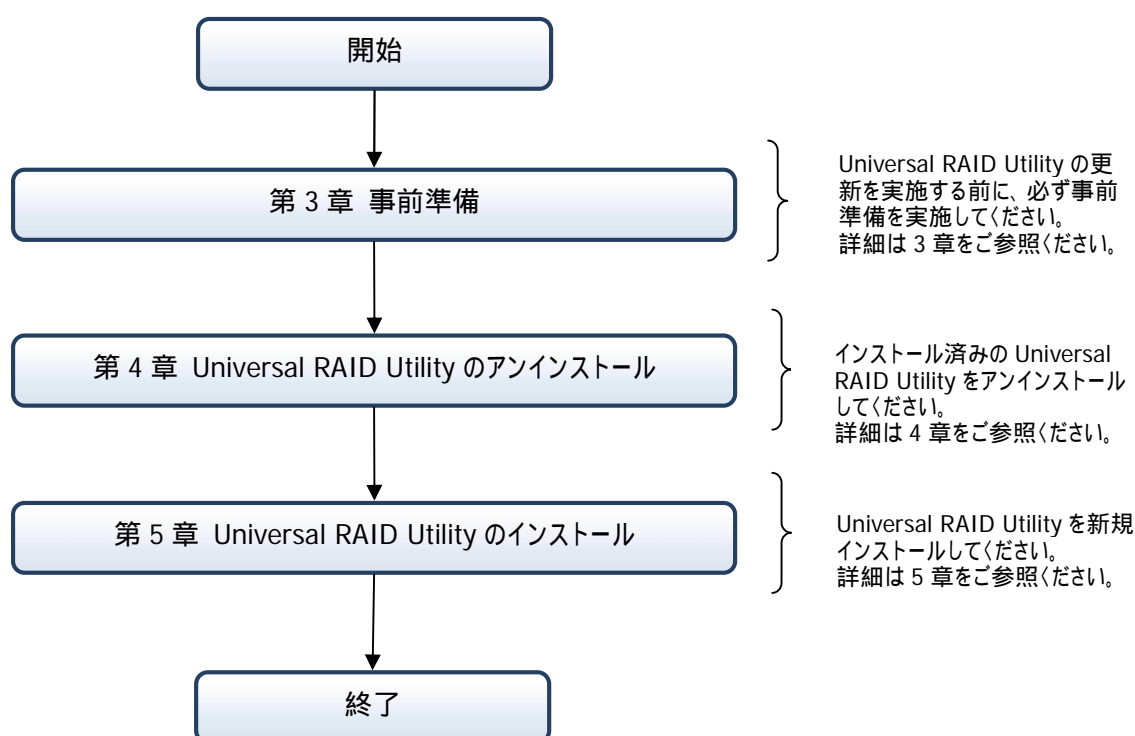 開始
第 3 章 事前準備
Universal RAID Utility の更
新を実施する前に、必ず事前
準備を実施してください。
詳細は 3 章をご参照ください。
第 4 章 Universal RAID Utility のアンインストール
インストール済みの Universal
RAID Utility をアンインストール
してください。
詳細は 4 章をご参照ください。
第 5 章 Universal RAID Utility のインストール
Universal RAID Utility を新規
インストールしてください。
詳細は 5 章をご参照ください。
終了